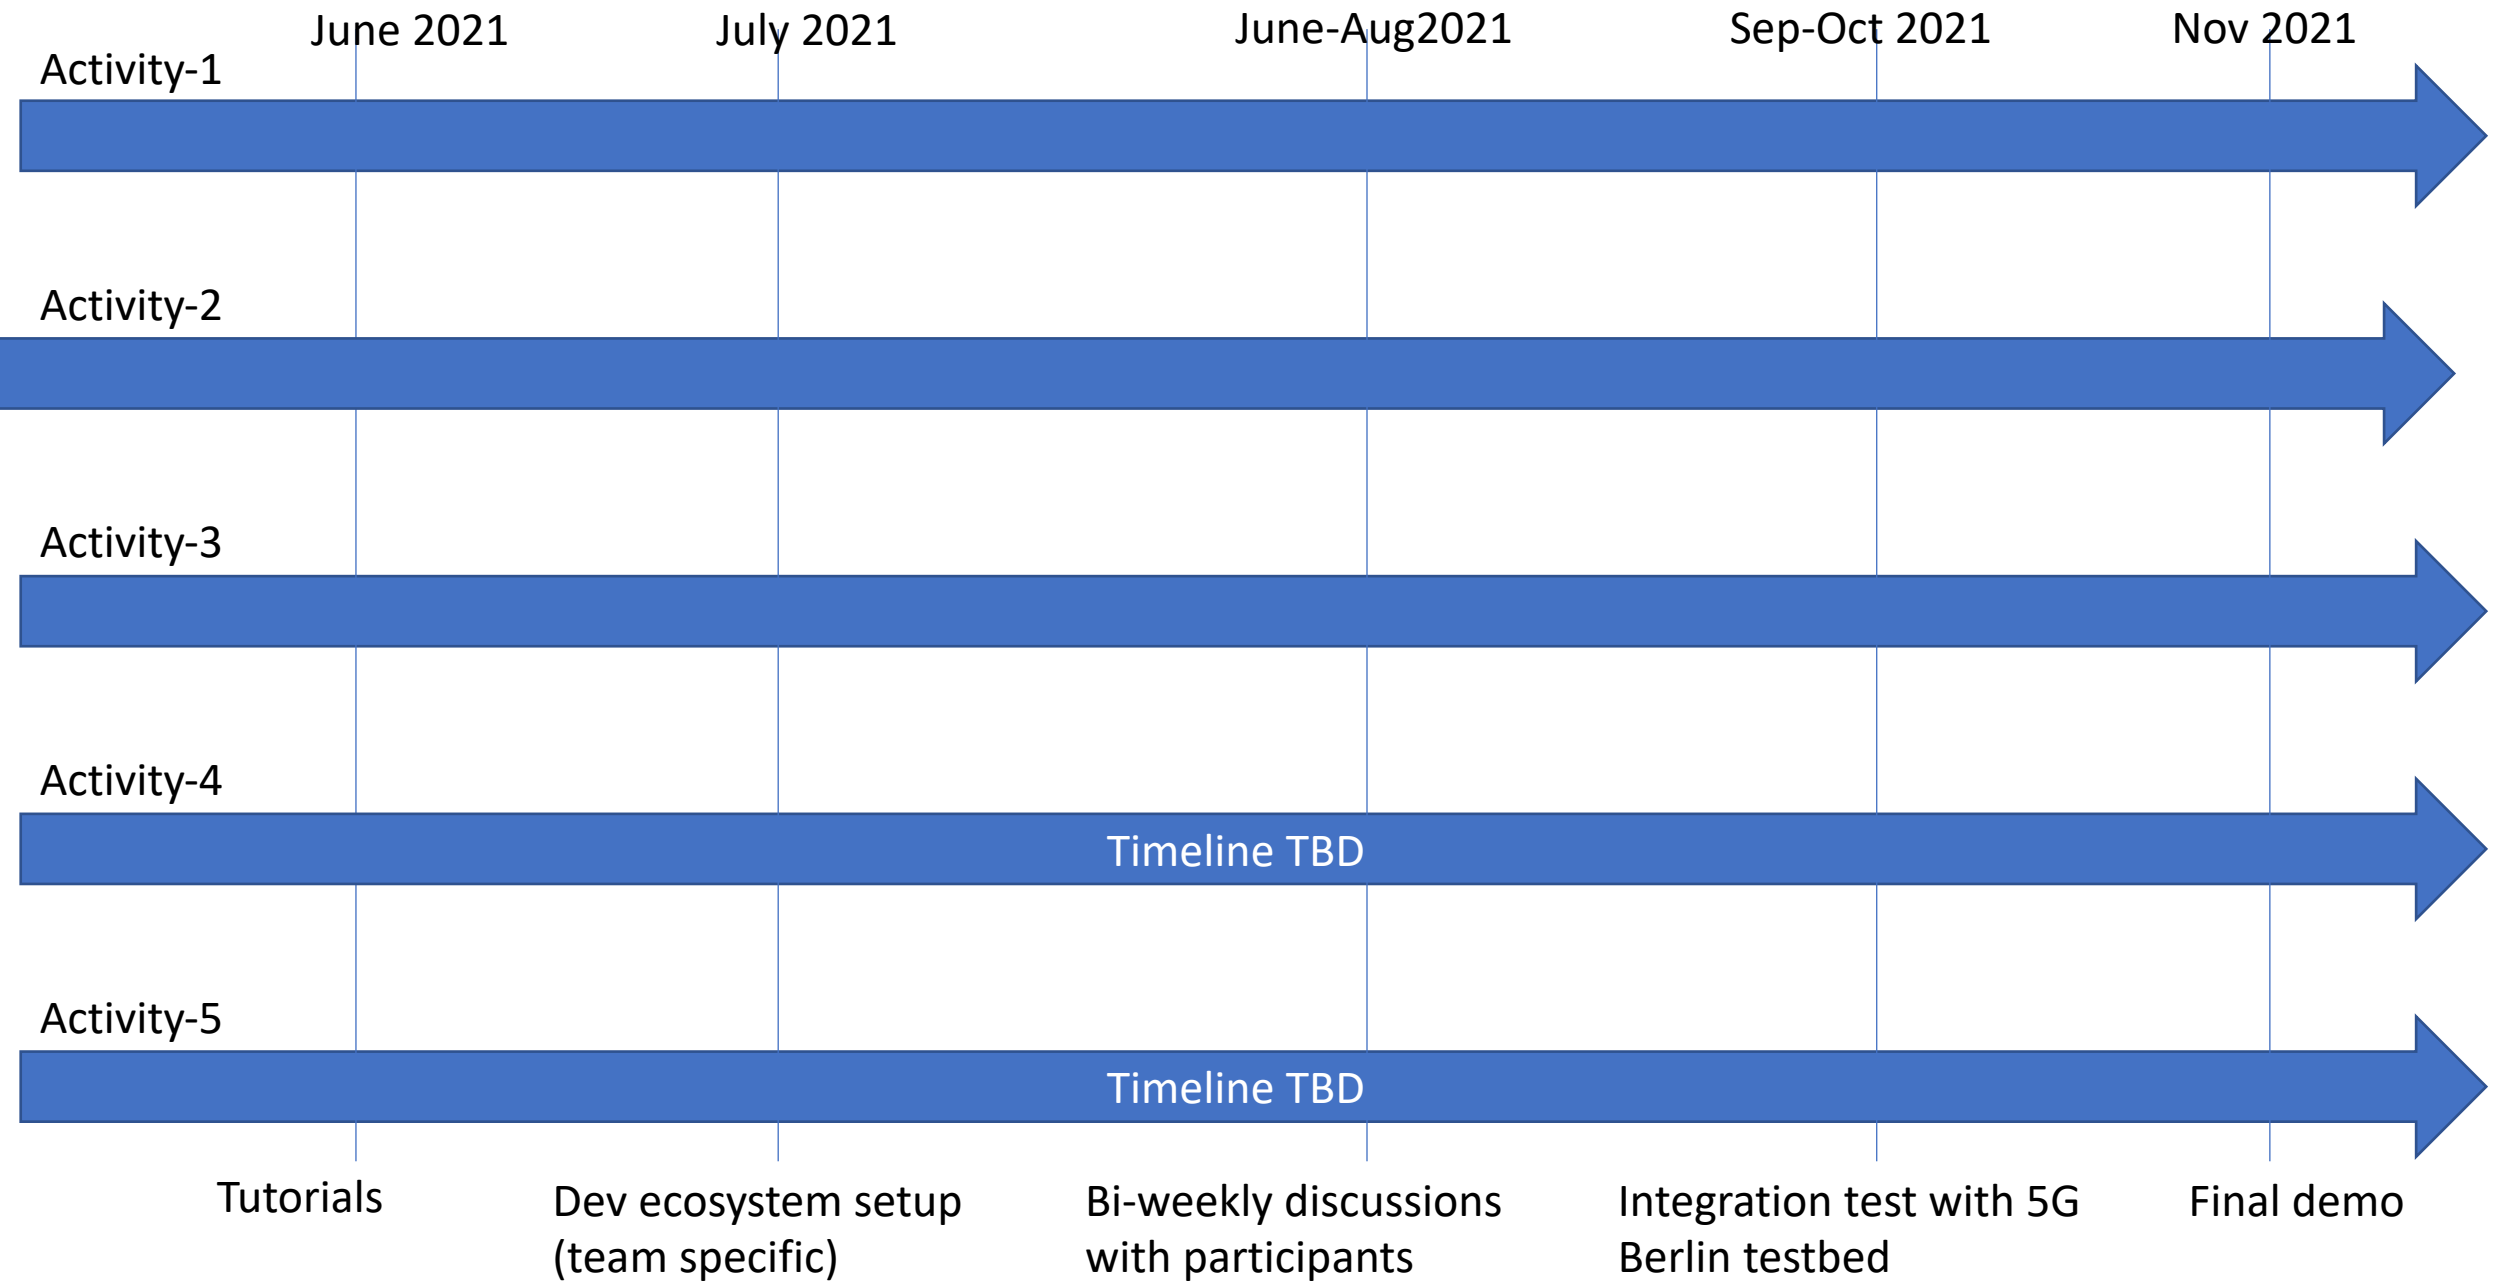 June 2021
July 2021
June-Aug2021
Sep-Oct 2021
Nov 2021
Activity-1
Activity-2
Activity-3
Activity-4
Timeline TBD
Activity-5
Timeline TBD
Tutorials
Dev ecosystem setup
(team specific)
Bi-weekly discussions
with participants
Integration test with 5G
Berlin testbed
Final demo